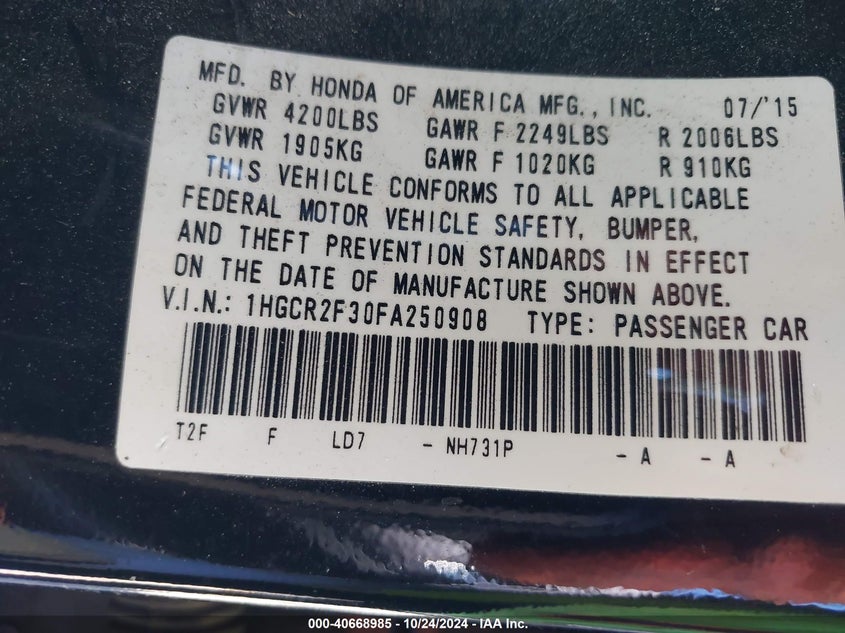 MFD. BY HONDA OF AMERICA MFG., INC. 07/'15
GVWR 4200LBS GAWR F 2249LBS R 2006LBS
GVWR 1905KG GAWR F 1020KG R 910KG
THIS VEHICLE CONFORMS TO ALL APPLICABLE
FEDERAL MOTOR VEHICLE SAFETY, BUMPER,
AND THEFT PREVENTION STANDARDS IN EFFECT
ON THE DATE OF MANUFACTURE SHOWN ABOVE.
V.I.N.: 1HGCR2F30FA250908 TYPE: PASSENGER CAR
T2F F LD7 - NH731P - A - A
000-40668985 - 10/24/2024 - IAA Inc.